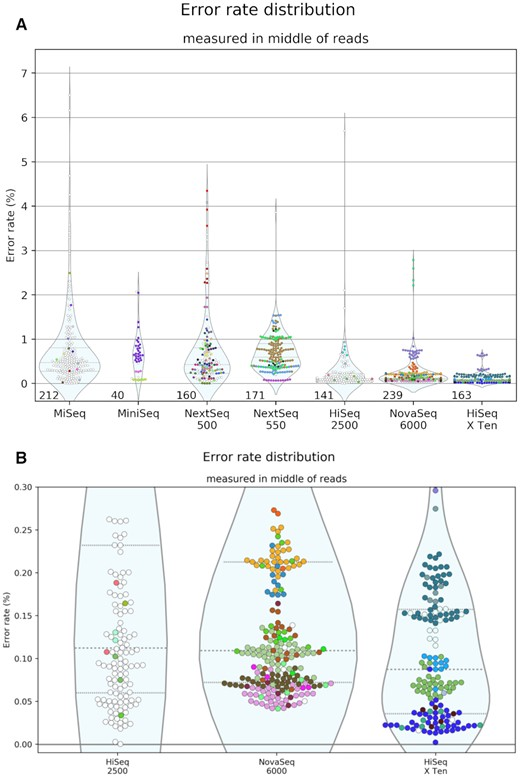 Error rate distribution
A
measured in middle of reads
7
6
5
4
3
2
1
0
Error rate (%)
212 40 160 171 141 239 163
MiSeq MiniSeq NextSeq NextSeq HiSeq NovaSeq HiSeq
500 550 2500 6000 X Ten
B
Error rate distribution
measured in middle of reads
0.30
0.25
0.20
0.15
0.10
0.05
0.00
Error rate (%)
HiSeq NovaSeq HiSeq
2500 6000 X Ten